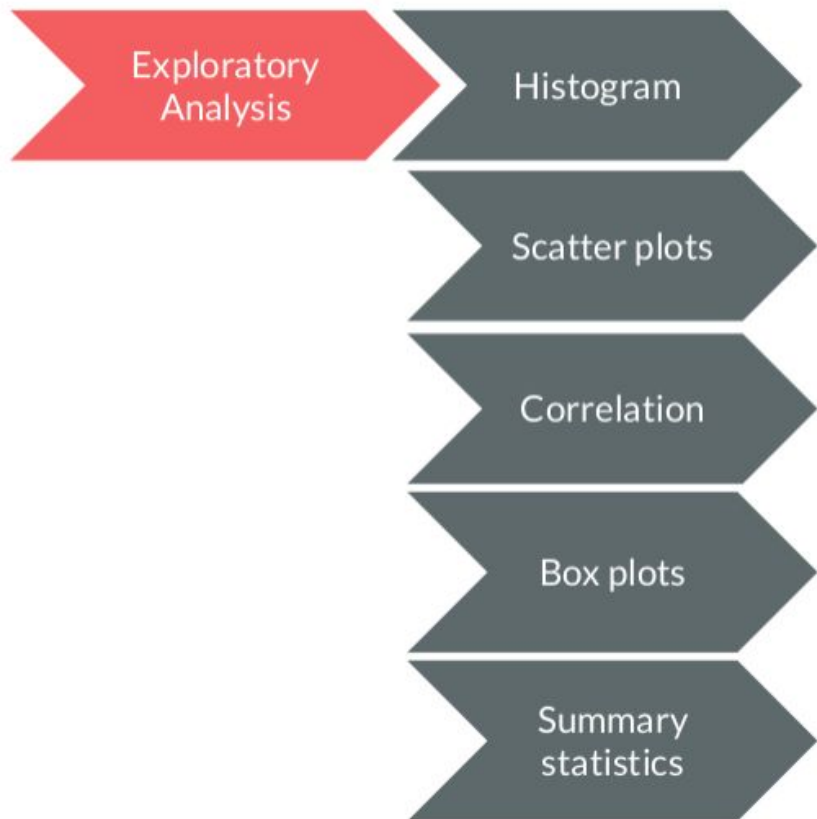 Exploratory
Analysis
Histogram
Scatter plots
Correlation
Box plots
Summary
statistics